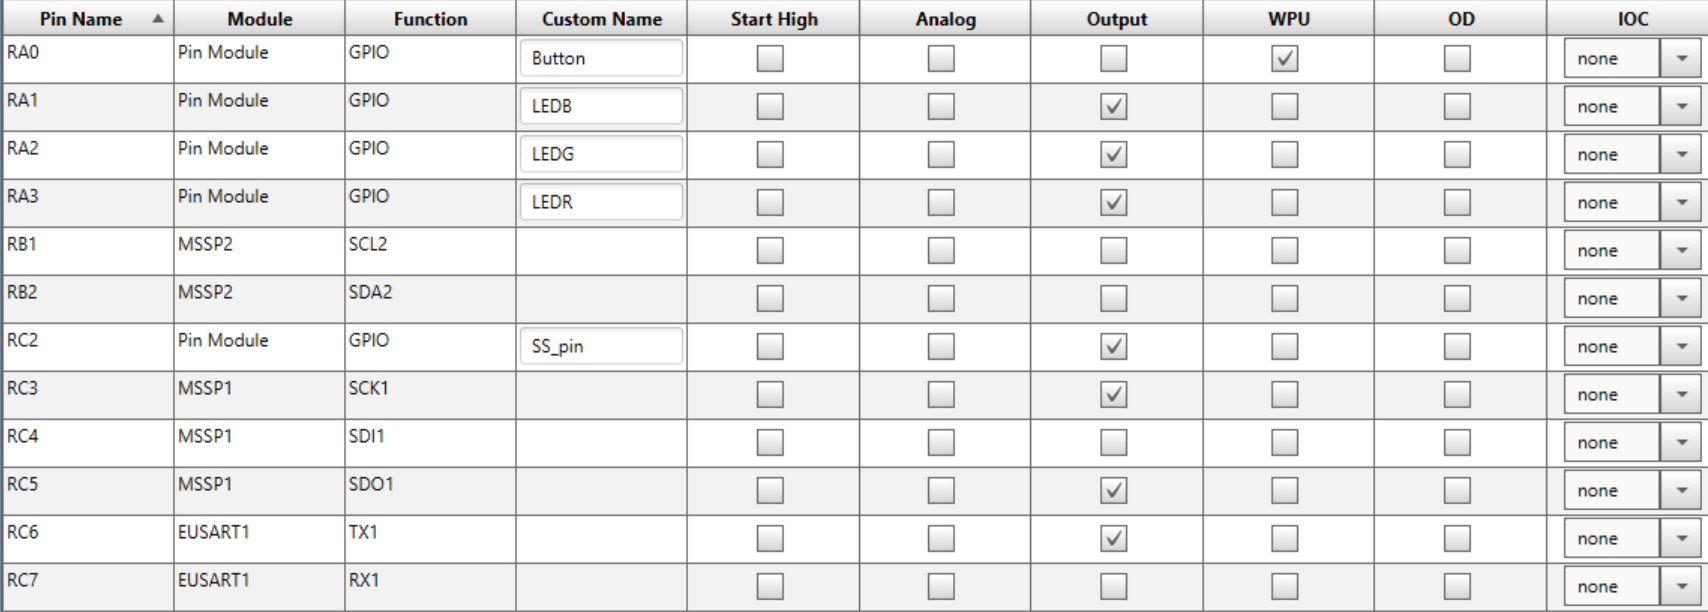 Pin Name Module Function Custom Name Start High Analog Output WPU OD IOC
RA0 Pin Module GPIO Button none
RA1 Pin Module GPIO LEDB none
RA2 Pin Module GPIO LEDG none
RA3 Pin Module GPIO LEDR none
RB1 MSSP2 SCL2 none
RB2 MSSP2 SDA2 none
RC2 Pin Module GPIO SS_pin none
RC3 MSSP1 SCK1 none
RC4 MSSP1 SDI1 none
RC5 MSSP1 SDO1 none
RC6 EUSART1 TX1 none
RC7 EUSART1 RX1 none